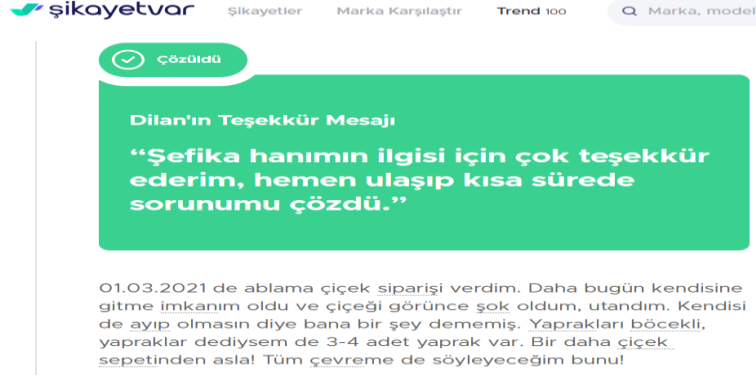 şikayetvar Şikayetler Marka Karşılaştır Trend 100 Marka, model
Çözüldü
Dilan'ın Teşekkür Mesajı
“Şefika hanımın ilgisi için çok teşekkür
ederim, hemen ulaşıp kısa sürede
sorunumu çözdü.”
01.03.2021 de ablama çiçek siparişi verdim. Daha bugün kendisine
gitme imkanım oldu ve çiçeği görünce şok oldum, utandım. Kendisi
de ayıp olmasın diye bana bir şey dememiş. Yaprakları böcekli,
yapraklar dediysem de 3-4 adet yaprak var. Bir daha çiçek
sepetinden asla! Tüm çevreme de söyleyeceğim bunu!